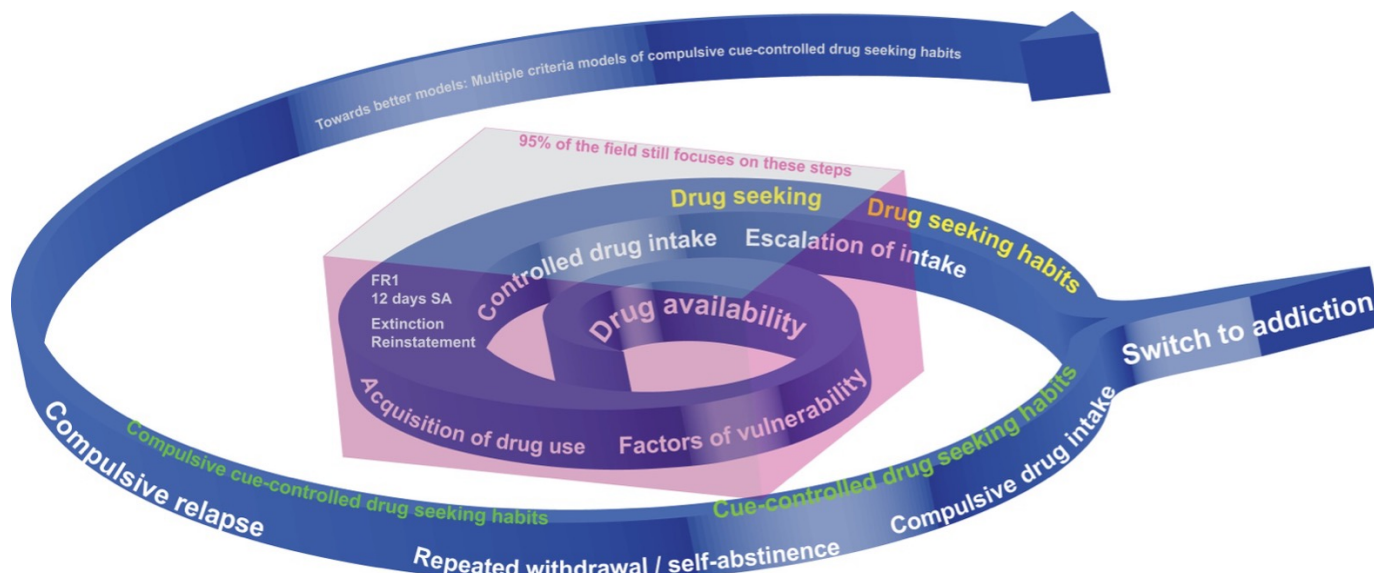 Towards better models: Multiple criteria models of compulsive cue-controlled drug seeking habits
95% of the field still focuses on these steps
Drug seeking
Drug seeking habits
Controlled drug intake
Escalation of intake
FR1
12 days SA
Extinction
Reinstatement
Drug availability
Switch to addiction
Acquisition of drug use
Factors of vulnerability
Cue-controlled drug seeking habits
Compulsive drug intake
Compulsive cue-controlled drug seeking habits
Compulsive relapse
Repeated withdrawal / self-abstinence